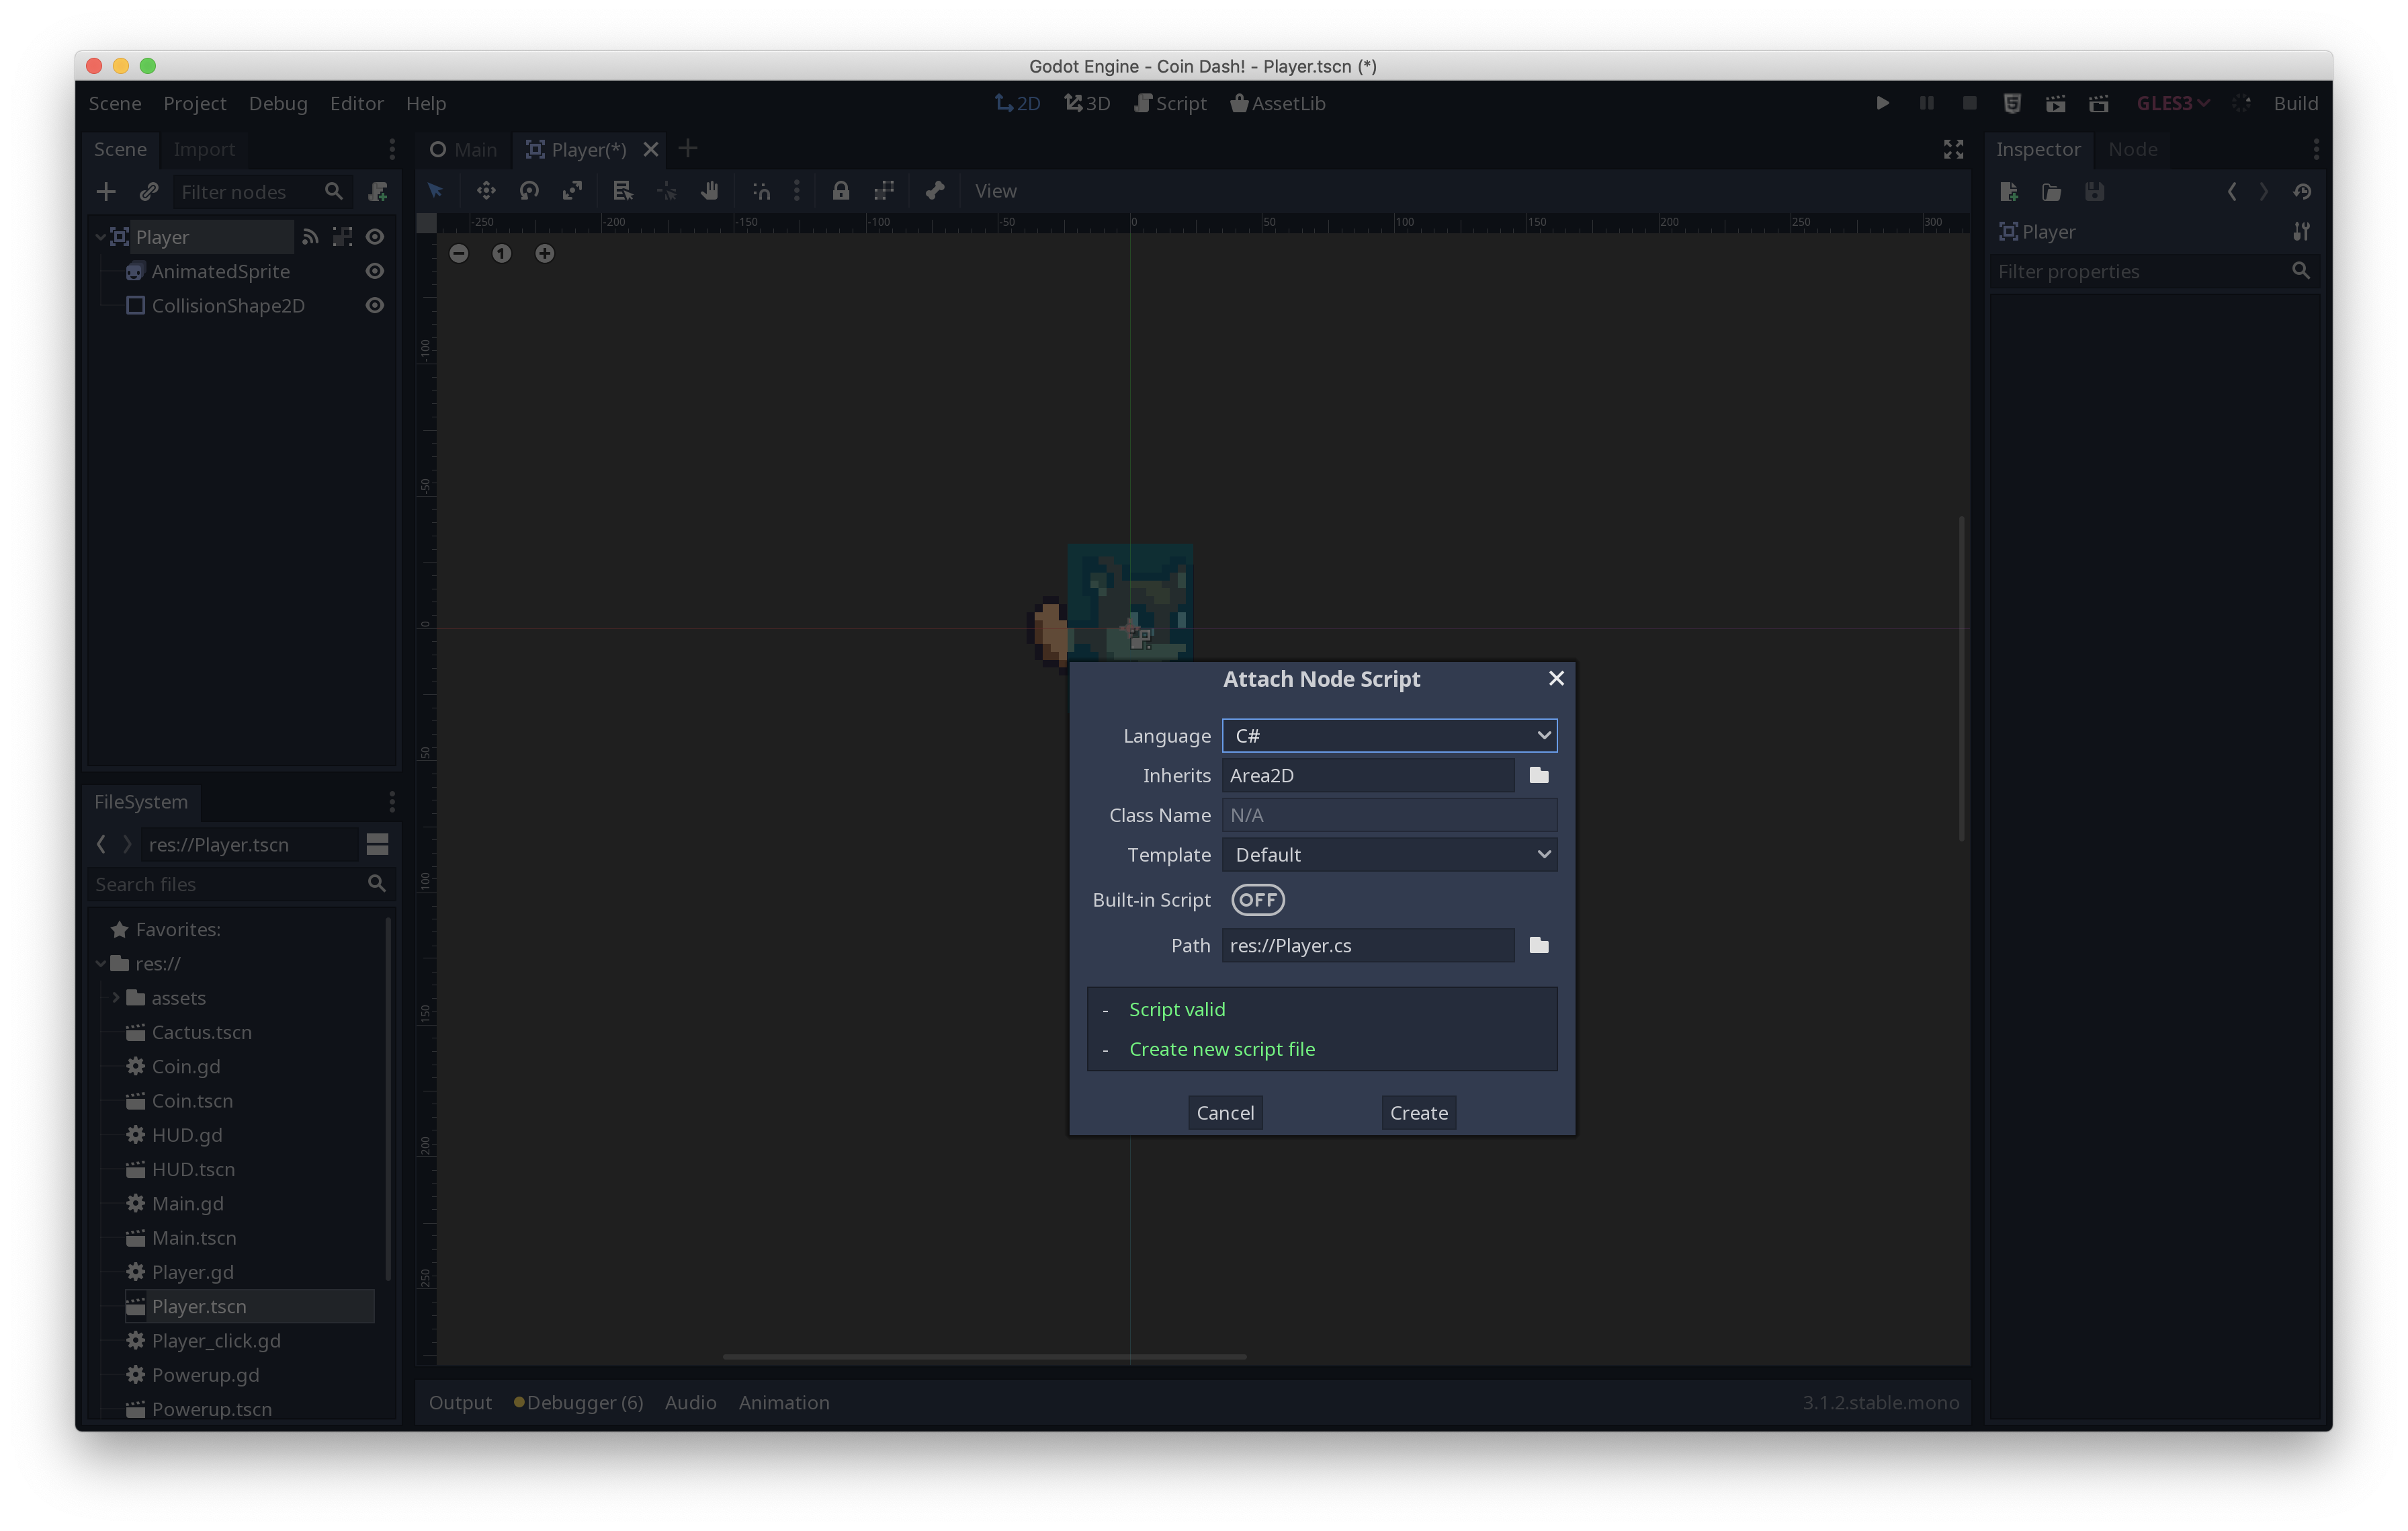 Godot Engine - Coin Dash! - Player.tscn (*)
Scene Project Debug Editor Help
2D 3D Script AssetLib
GLES3 Build
Scene Import
Filter nodes
Player
AnimatedSprite
CollisionShape2D
FileSystem
res://Player.tscn
Search files
Favorites:
res://
assets
Cactus.tscn
Coin.gd
Coin.tscn
HUD.gd
HUD.tscn
Main.gd
Main.tscn
Player.gd
Player.tscn
Player_click.gd
Powerup.gd
Powerup.tscn
Main Player(*)
View
-250 -200 -150 -100 -50 0 50 100 150 200 250 300
1
-100
-50
0
50
100
150
200
250
Attach Node Script
Language C#
Inherits Area2D
Class Name N/A
Template Default
Built-in Script OFF
Path res://Player.cs
- Script valid
- Create new script file
Cancel Create
Output Debugger (6) Audio Animation 3.1.2.stable.mono
Inspector Node
Player
Filter properties